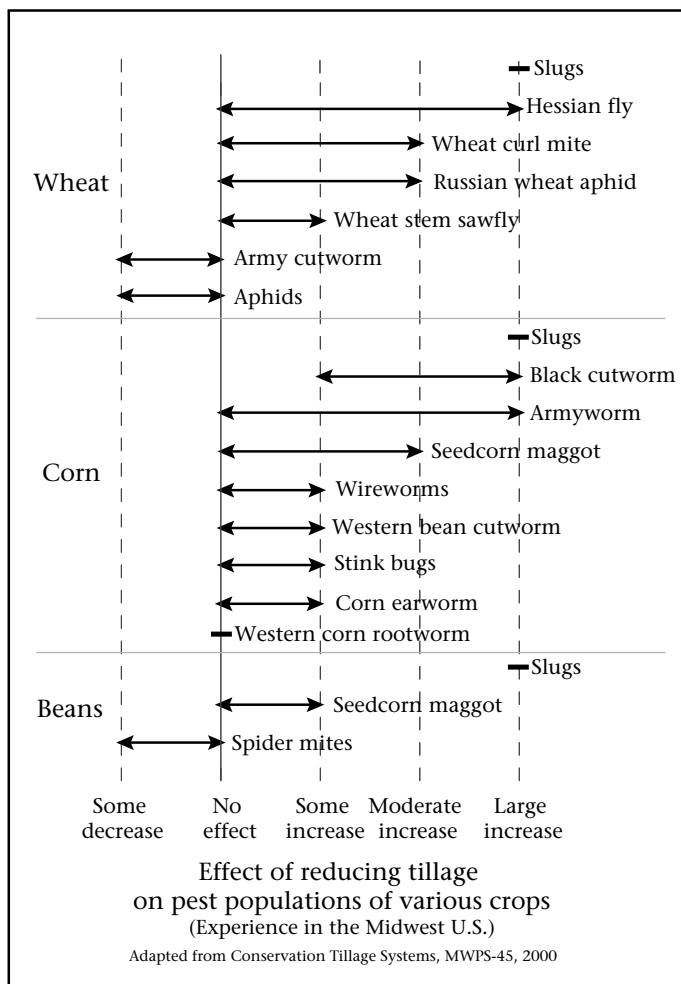 Slugs
Hessian fly
Wheat curl mite
Wheat
Russian wheat aphid
Wheat stem sawfly
Army cutworm
Aphids
Slugs
Black cutworm
Armyworm
Seedcorn maggot
Corn
Wireworms
Western bean cutworm
Stink bugs
Corn earworm
Western corn rootworm
Slugs
Beans
Seedcorn maggot
Spider mites
Some decrease
No effect
Some increase
Moderate increase
Large increase
Effect of reducing tillage
on pest populations of various crops
(Experience in the Midwest U.S.)
Adapted from Conservation Tillage Systems, MWPS-45, 2000